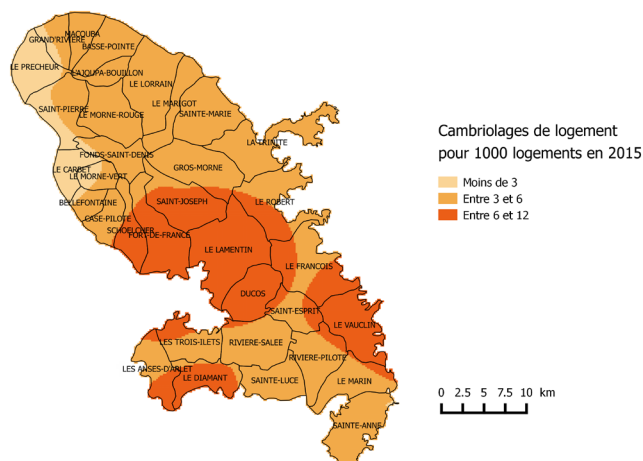 MACOUBA
GRAND'RIVIERE
BASSE-POINTE
LE PRECHEUR
L'AJOUPA-BOUILLON
LE LORRAIN
LE MARIGOT
SAINT-PIERRE
SAINTE-MARIE
LE MORNE-ROUGE
LA TRINITE
FONDS-SAINT-DENIS
GROS-MORNE
LE CARBET
LE MORNE-VERT
BELLEFONTAINE
SAINT-JOSEPH
LE ROBERT
CASE-PILOTE
SCHOELCHER
FORT-DE-FRANCE
LE LAMENTIN
LE FRANCOIS
DUCOS
SAINT-ESPRIT
LE VAUCLIN
LES TROIS-ILETS
RIVIERE-SALEE
RIVIERE-PILOTE
LES ANSES-D'ARLET
LE DIAMANT
SAINTE-LUCE
LE MARIN
SAINTE-ANNE
Cambriolages de logement
pour 1000 logements en 2015
Moins de 3
Entre 3 et 6
Entre 6 et 12
0 2.5 5 7.5 10 km